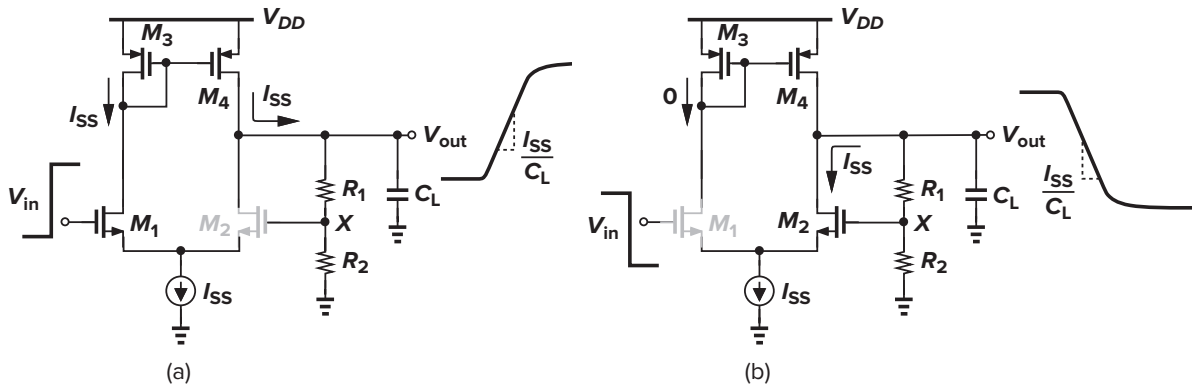 V_DD
M_3
I_SS
M_4
I_SS
V_out
I_SS
C_L
V_in
M_1
M_2
X
R_1
C_L
R_2
I_SS
(a)
V_DD
M_3
0
M_4
V_out
I_SS
I_SS
C_L
V_in
M_1
M_2
X
R_1
C_L
R_2
I_SS
(b)